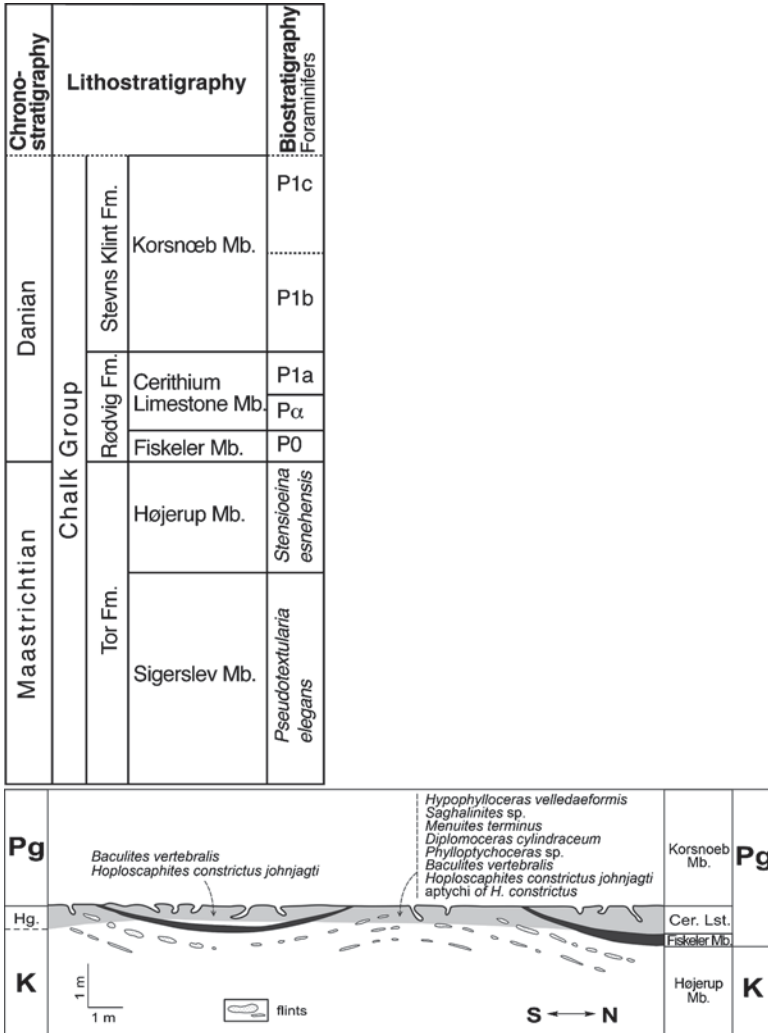 Chrono-
stratigraphy
Lithostratigraphy
Biostratigraphy
Foraminifers
Danian
Maastrichtian
Chalk Group
Stevns Klint Fm.
Rødvig Fm.
Tor Fm.
Korsnœb Mb.
Cerithium
Limestone Mb.
Fiskeler Mb.
Højerup Mb.
Sigerslev Mb.
P1c
P1b
P1a
Pα
P0
Stensioeina
esnehensis
Pseudotextularia
elegans
Pg
Hg.
K
Baculites vertebralis
Hoploscaphites constrictus johnjagti
Hypophylloceras velledaeformis
Saghalinites sp.
Menuites terminus
Diplomoceras cylindraceum
Phylloptychoceras sp.
Baculites vertebralis
Hoploscaphites constrictus johnjagti
aptychi of H. constrictus
1 m
1 m
flints
S N
Korsnoeb
Mb.
Cer. Lst.
Fiskeler Mb.
Højerup
Mb.
Pg
K